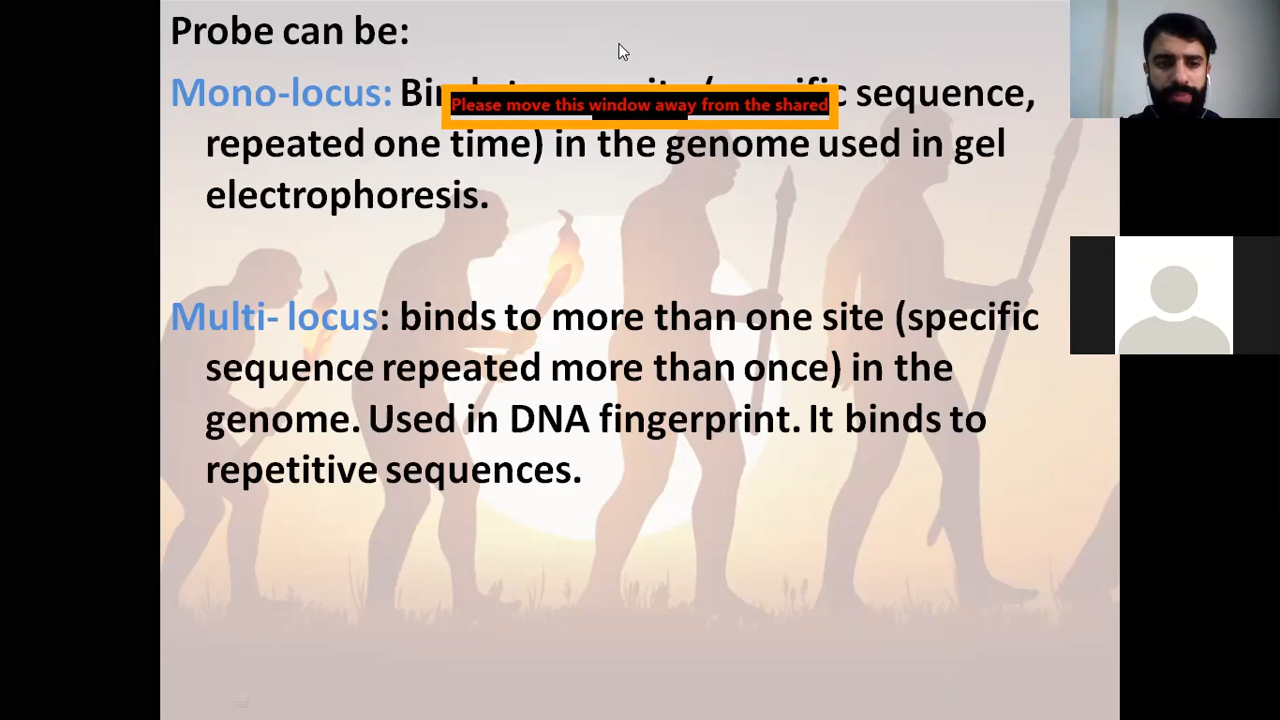 Probe can be:
Mono-locus: sequence,
Please move this window away from the shared
repeated one time) in the genome used in gel
electrophoresis.
Multi- locus: binds to more than one site (specific
sequence repeated more than once) in the
genome. Used in DNA fingerprint. It binds to
repetitive sequences.